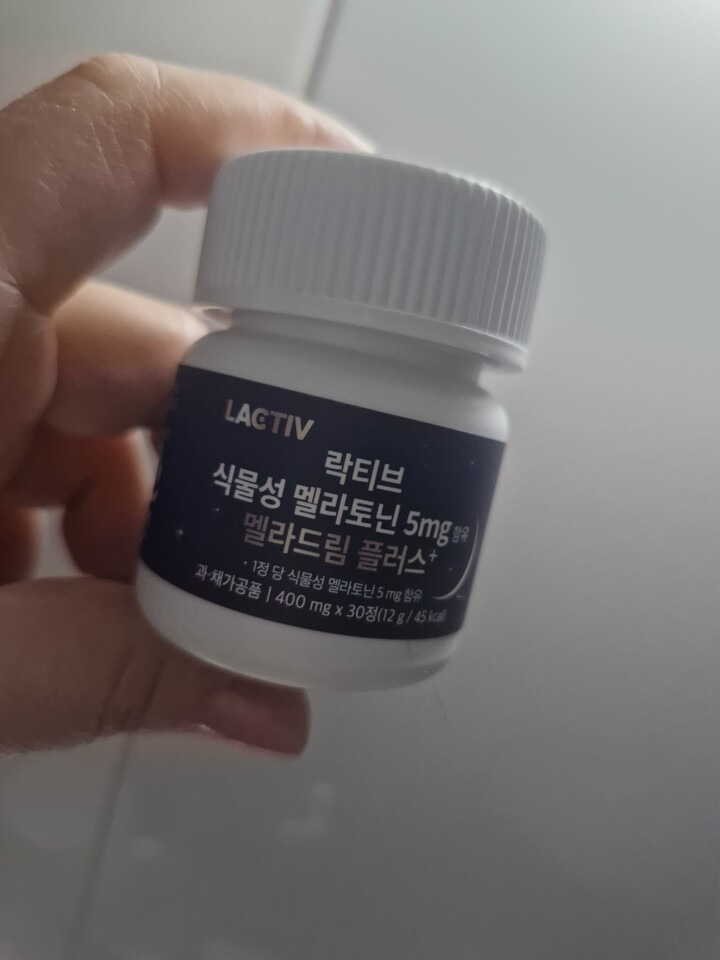 LACTIV
락티브
식물성 멜라토닌 5mg 함유
멜라드림 플러스+
· 1정 당 식물성 멜라토닌 5 mg 함유
과·채가공품 | 400 mg x 30정(12 g / 45 kcal)